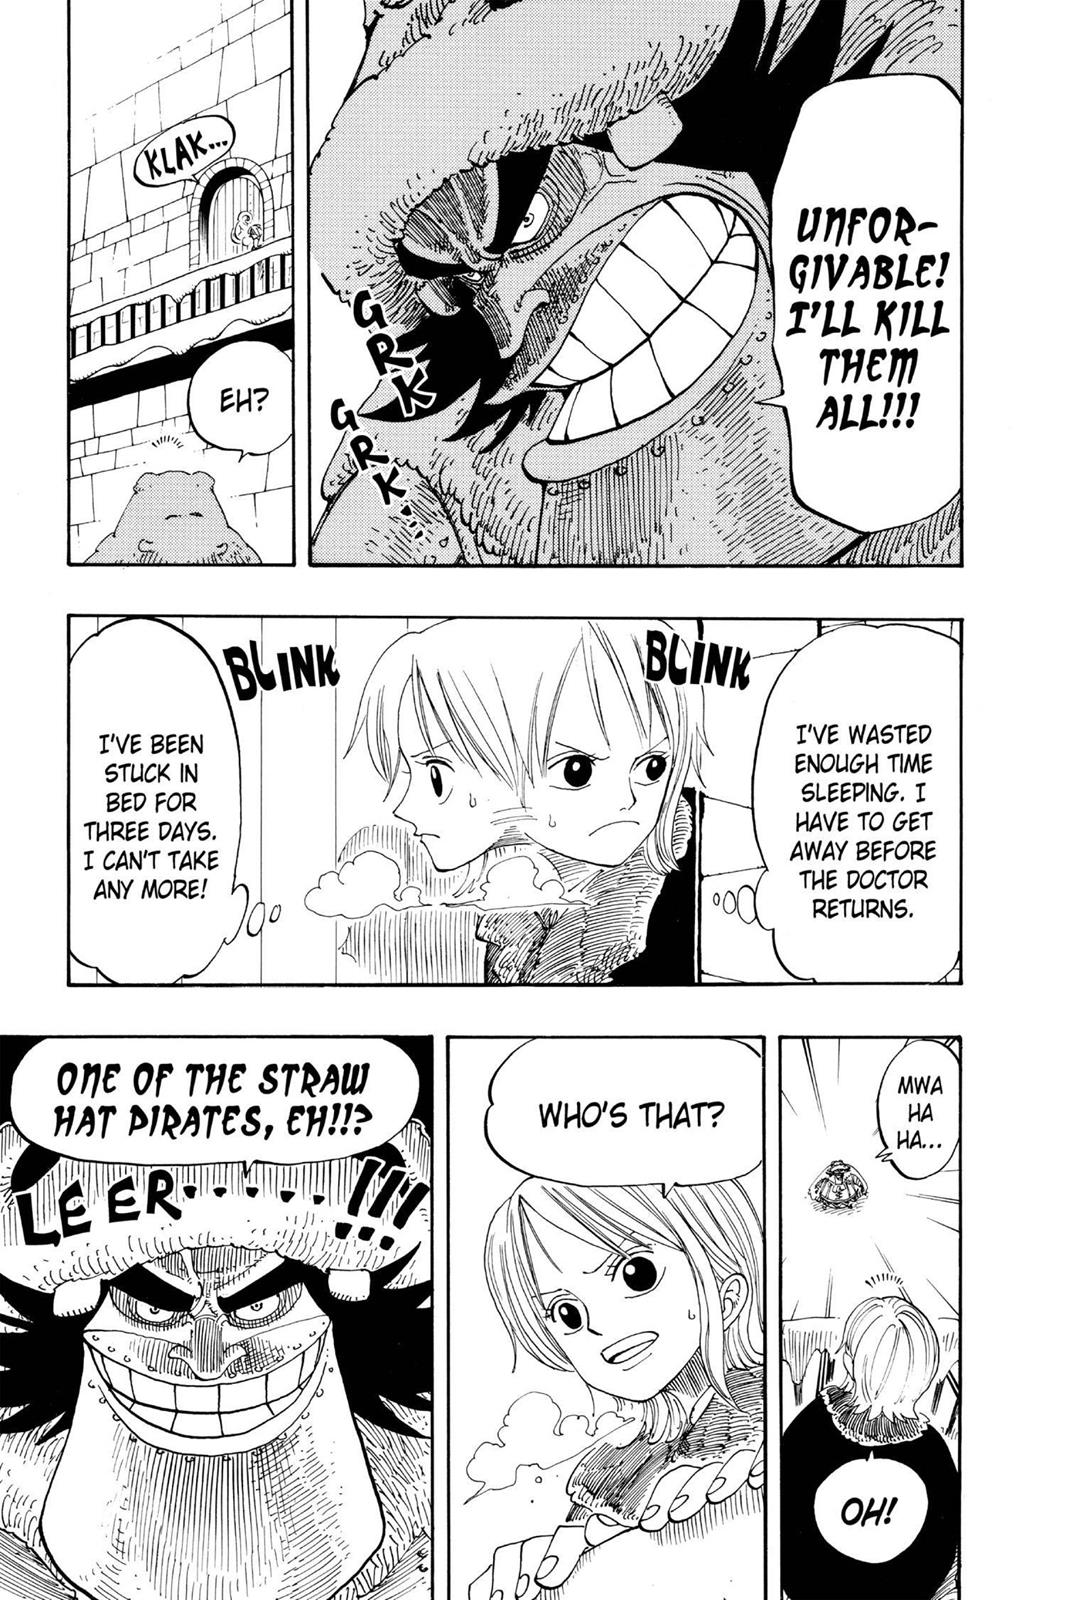 UNFOR-
GIVABLE!
I'LL KILL
THEM
ALL!!!
GRK
GRK...
KLAK...
EH?
BLINK
I'VE WASTED
ENOUGH TIME
SLEEPING. I
HAVE TO GET
AWAY BEFORE
THE DOCTOR
RETURNS.
BLINK
I'VE BEEN
STUCK IN
BED FOR
THREE DAYS.
I CAN'T TAKE
ANY MORE!
MWA
HA
HA...
OH!
WHO'S THAT?
ONE OF THE STRAW
HAT PIRATES, EH!!?
LEER.....!!!